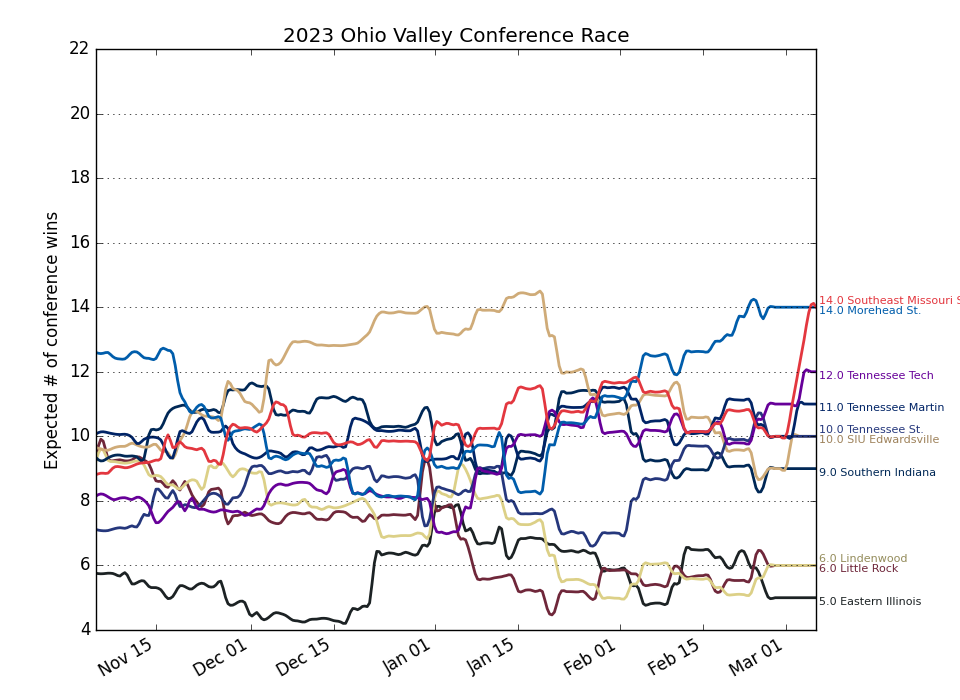 2023 Ohio Valley Conference Race
Expected # of conference wins
22
20
18
16
14
12
10
8
6
4
Nov 15
Dec 01
Dec 15
Jan 01
Jan 15
Feb 01
Feb 15
Mar 01
14.0 Southeast Missouri S
14.0 Morehead St.
12.0 Tennessee Tech
11.0 Tennessee Martin
10.0 Tennessee St.
10.0 SIU Edwardsville
9.0 Southern Indiana
6.0 Lindenwood
6.0 Little Rock
5.0 Eastern Illinois